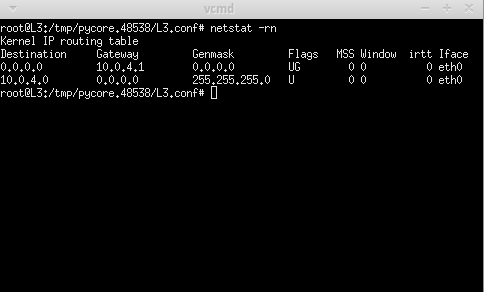 vcmd
root@L3:/tmp/pycore.48538/L3.conf# netstat -rn
Kernel IP routing table
Destination     Gateway         Genmask         Flags   MSS Window  irtt Iface
0.0.0.0         10.0.4.1        0.0.0.0         UG        0 0          0 eth0
10.0.4.0        0.0.0.0         255.255.255.0   U         0 0          0 eth0
root@L3:/tmp/pycore.48538/L3.conf#